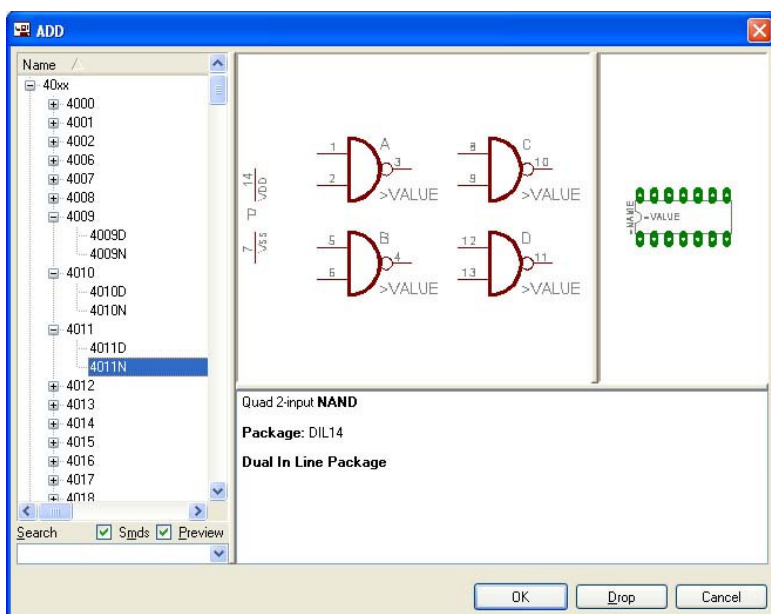 ADD
Name
40xx
4000
4001
4002
4006
4007
4008
4009
4009D
4009N
4010
4010D
4010N
4011
4011D
4011N
4012
4013
4014
4015
4016
4017
4018
Search Smds Preview
14
VDD
P
7
VSS
1
2
A
3
>VALUE
8
9
C
10
>VALUE
5
6
B
4
>VALUE
12
13
D
11
>VALUE
>NAME
>VALUE
Quad 2-input NAND
Package: DIL14
Dual In Line Package
OK Drop Cancel